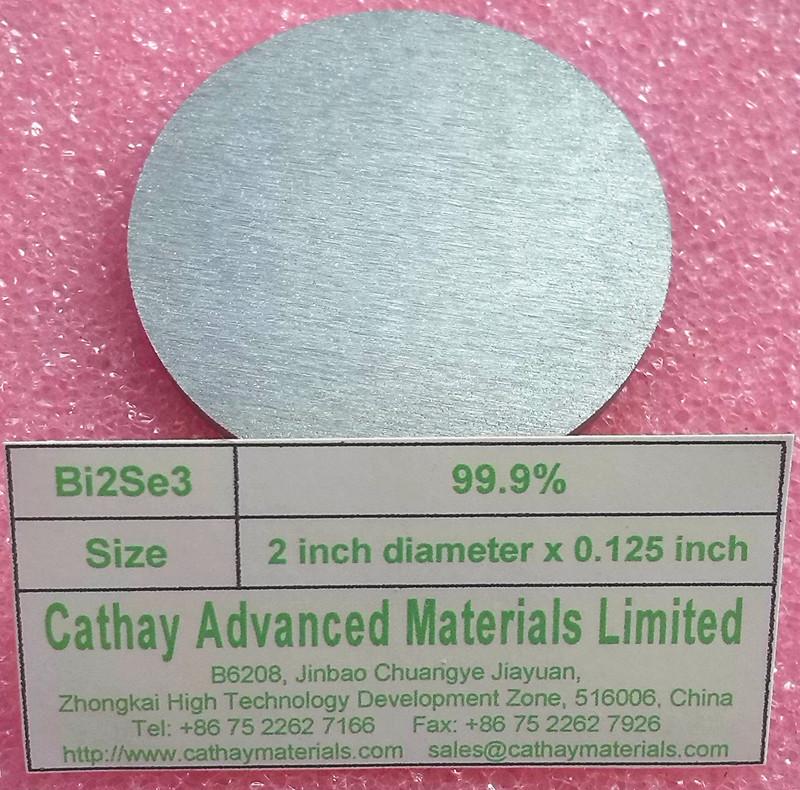 Bi2Se3 99.9%
Size 2 inch diameter x 0.125 inch
Cathay Advanced Materials Limited
B6208, Jinbao Chuangye Jiayuan,
Zhongkai High Technology Development Zone, 516006, China
Tel: +86 75 2262 7166 Fax: +86 75 2262 7926
http://www.cathaymaterials.com sales@cathaymaterials.com